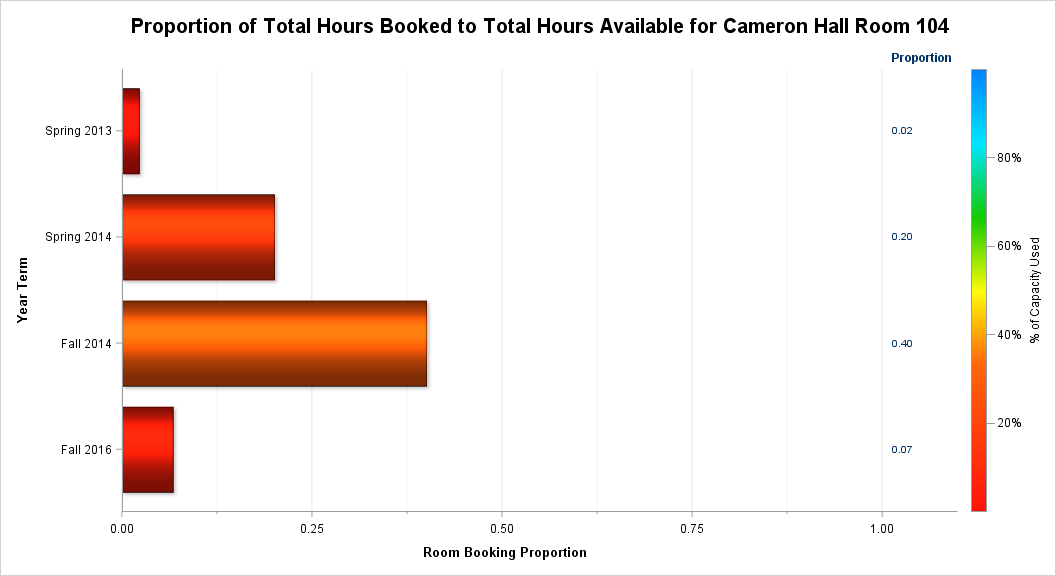 Proportion of Total Hours Booked to Total Hours Available for Cameron Hall Room 104
Proportion
Spring 2013 0.02
Spring 2014 0.20
Fall 2014 0.40
Fall 2016 0.07
Year Term
0.00 0.25 0.50 0.75 1.00
Room Booking Proportion
80%
60%
40%
20%
% of Capacity Used